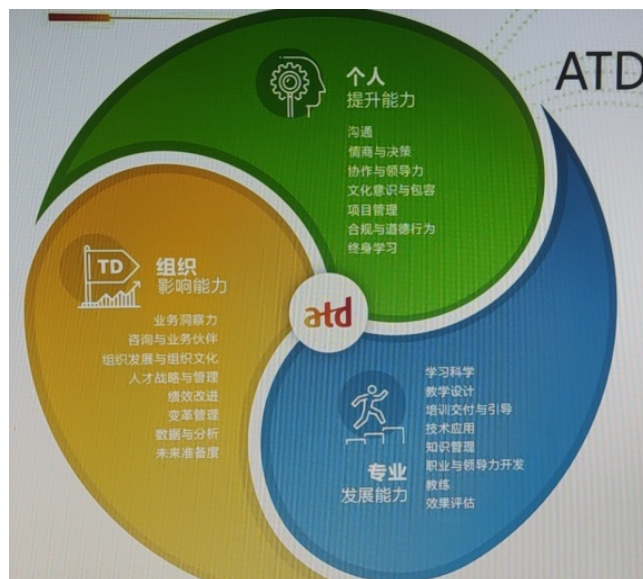 ATD
个人
提升能力
沟通
情商与决策
协作与领导力
文化意识与包容
项目管理
合规与道德行为
终身学习
TD
组织
影响能力
业务洞察力
咨询与业务伙伴
组织发展与组织文化
人才战略与管理
绩效改进
变革管理
数据与分析
未来准备度
atd
学习科学
教学设计
培训交付与引导
技术应用
知识管理
职业与领导力开发
教练
效果评估
专业
发展能力